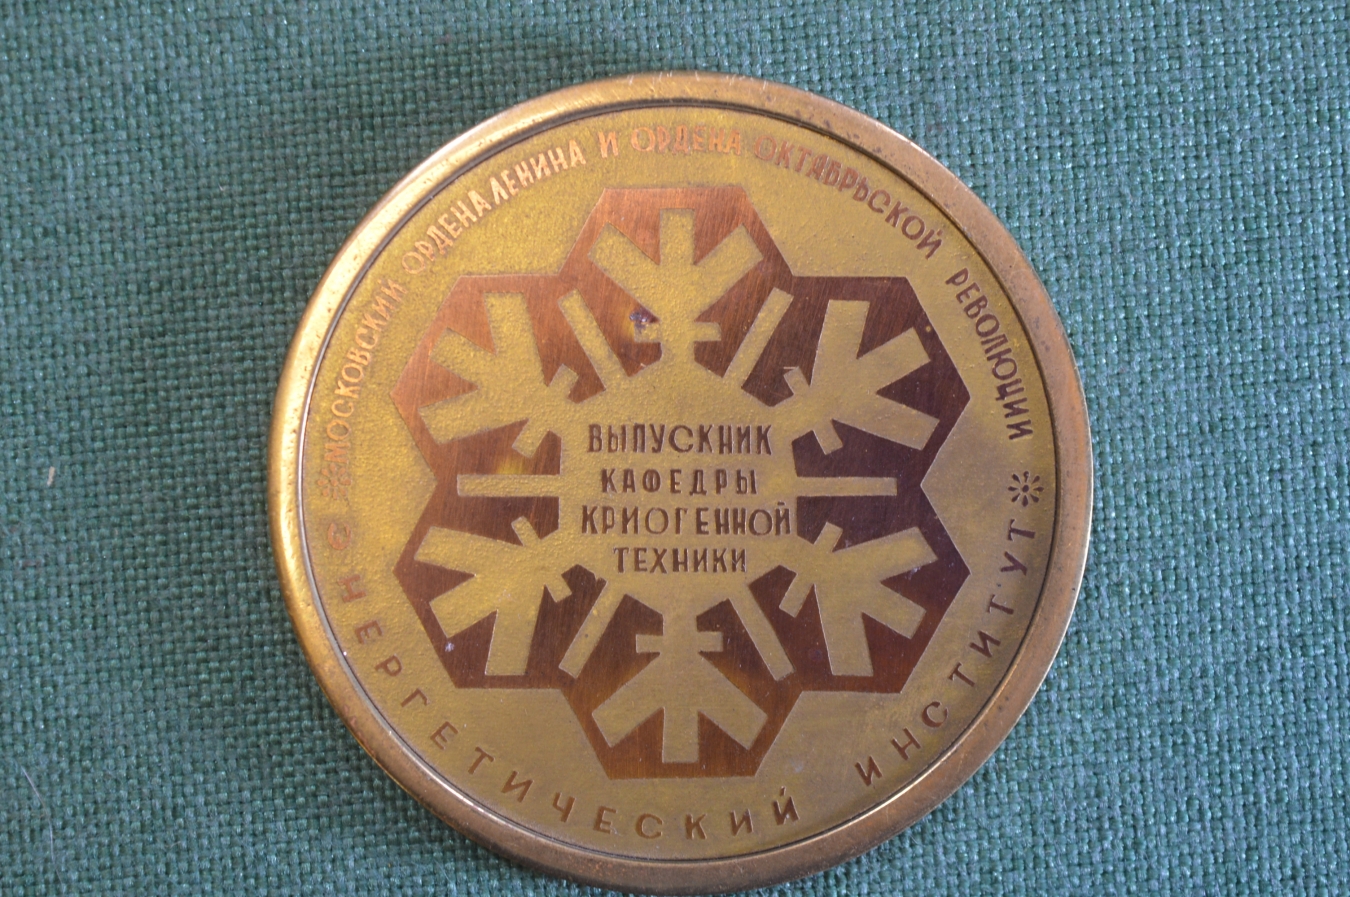 МОСКОВСКИЙ ОРДЕНА ЛЕНИНА И ОРДЕНА ОКТЯБРЬСКОЙ РЕВОЛЮЦИИ
ЭНЕРГЕТИЧЕСКИЙ ИНСТИТУТ
ВЫПУСКНИК
КАФЕДРЫ
КРИОГЕННОЙ
ТЕХНИКИ